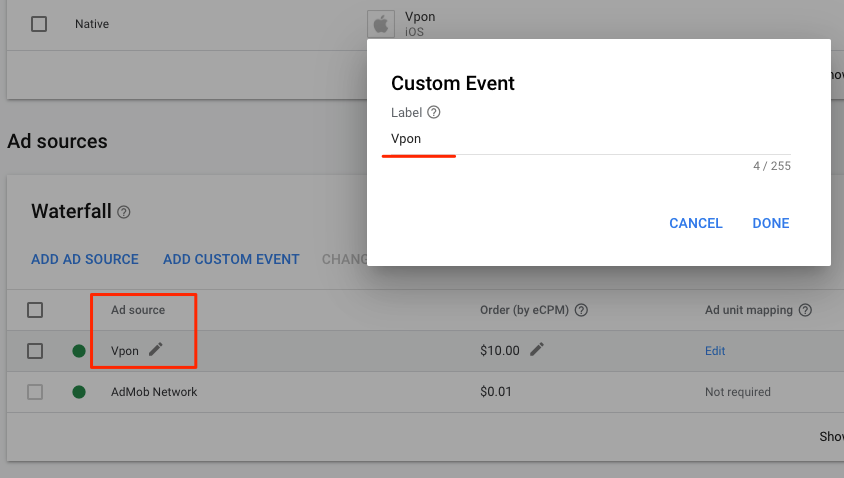 Native
Vpon
iOS
Custom Event
Label
Vpon
4 / 255
CANCEL DONE
Ad sources
Waterfall
ADD AD SOURCE ADD CUSTOM EVENT CHANG
Ad source Order (by eCPM) Ad unit mapping
Vpon $10.00 Edit
AdMob Network $0.01 Not required
Show